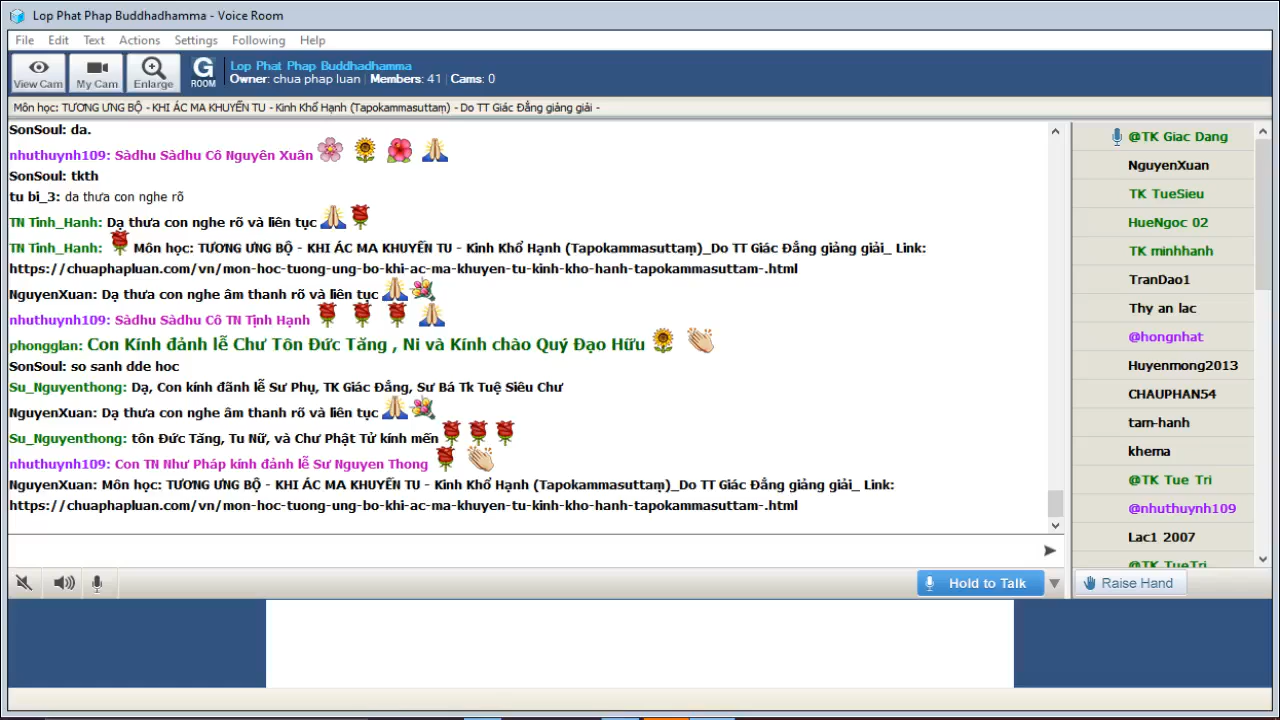 Lop Phat Phap Buddhadhamma - Voice Room
File Edit Text Actions Settings Following Help
View Cam My Cam Enlarge G ROOM
Lop Phat Phap Buddhadhamma
Owner: chua phap luan | Members: 41 | Cams: 0
Môn học: TƯƠNG ƯNG BỘ - KHI ÁC MA KHUYẾN TU - Kinh Khổ Hạnh (Tapokammasuttaṃ) - Do TT Giác Đẳng giảng giải -
SonSoul: da.
nhuthuynh109: Sàdhu Sàdhu Cô Nguyên Xuân
SonSoul: tkth
tu bi_3: da thưa con nghe rõ
TN Tinh_Hanh: Dạ thưa con nghe rõ và liên tục
TN Tinh_Hanh: Môn học: TƯƠNG ƯNG BỘ - KHI ÁC MA KHUYẾN TU - Kinh Khổ Hạnh (Tapokammasuttaṃ)_Do TT Giác Đẳng giảng giải_ Link:
https://chuaphapluan.com/vn/mon-hoc-tuong-ung-bo-khi-ac-ma-khuyen-tu-kinh-kho-hanh-tapokammasuttam-.html
NguyenXuan: Dạ thưa con nghe âm thanh rõ và liên tục
nhuthuynh109: Sàdhu Sàdhu Cô TN Tịnh Hạnh
phongglan: Con Kính đảnh lễ Chư Tôn Đức Tăng , Ni và Kính chào Quý Đạo Hữu
SonSoul: so sanh dde hoc
Su_Nguyenthong: Dạ, Con kính đãnh lễ Sư Phụ, TK Giác Đẳng, Sư Bá Tk Tuệ Siêu Chư
NguyenXuan: Dạ thưa con nghe âm thanh rõ và liên tục
Su_Nguyenthong: tôn Đức Tăng, Tu Nữ, và Chư Phật Tử kính mến
nhuthuynh109: Con TN Như Pháp kính đảnh lễ Sư Nguyen Thong
NguyenXuan: Môn học: TƯƠNG ƯNG BỘ - KHI ÁC MA KHUYẾN TU - Kinh Khổ Hạnh (Tapokammasuttaṃ)_Do TT Giác Đẳng giảng giải_ Link:
https://chuaphapluan.com/vn/mon-hoc-tuong-ung-bo-khi-ac-ma-khuyen-tu-kinh-kho-hanh-tapokammasuttam-.html
@TK Giac Dang
NguyenXuan
TK TueSieu
HueNgoc 02
TK minhhanh
TranDao1
Thy an lac
@hongnhat
Huyenmong2013
CHAUPHAN54
tam-hanh
khema
@TK Tue Tri
@nhuthuynh109
Lac1 2007
@TK TueTri
Hold to Talk
Raise Hand